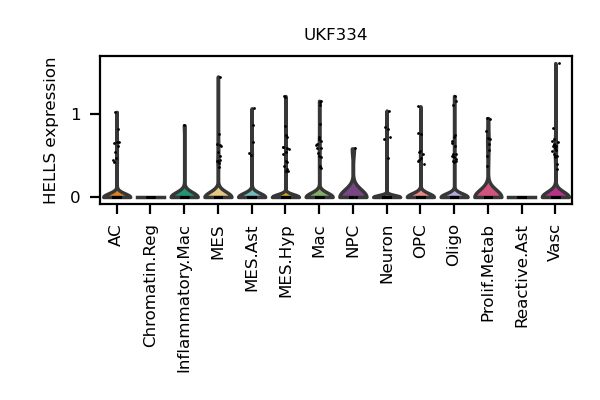 UKF334
HELLS expression
1
0
AC
Chromatin.Reg
Inflammatory.Mac
MES
MES.Ast
MES.Hyp
Mac
NPC
Neuron
OPC
Oligo
Prolif.Metab
Reactive.Ast
Vasc